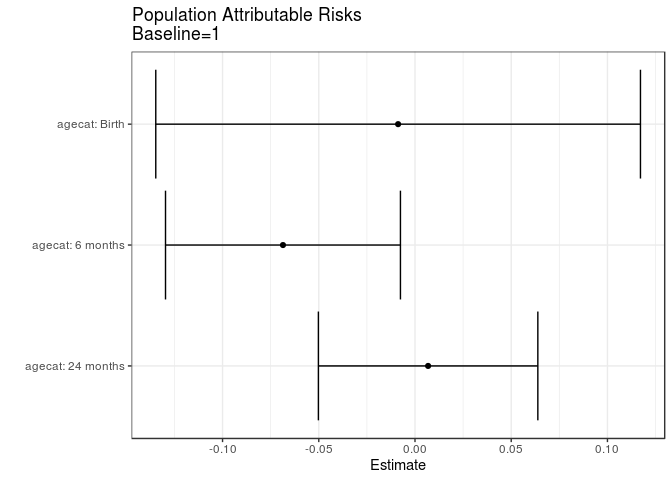 Population Attributable Risks
Baseline=1
agecat: Birth
agecat: 6 months
agecat: 24 months
-0.10 -0.05 0.00 0.05 0.10
Estimate